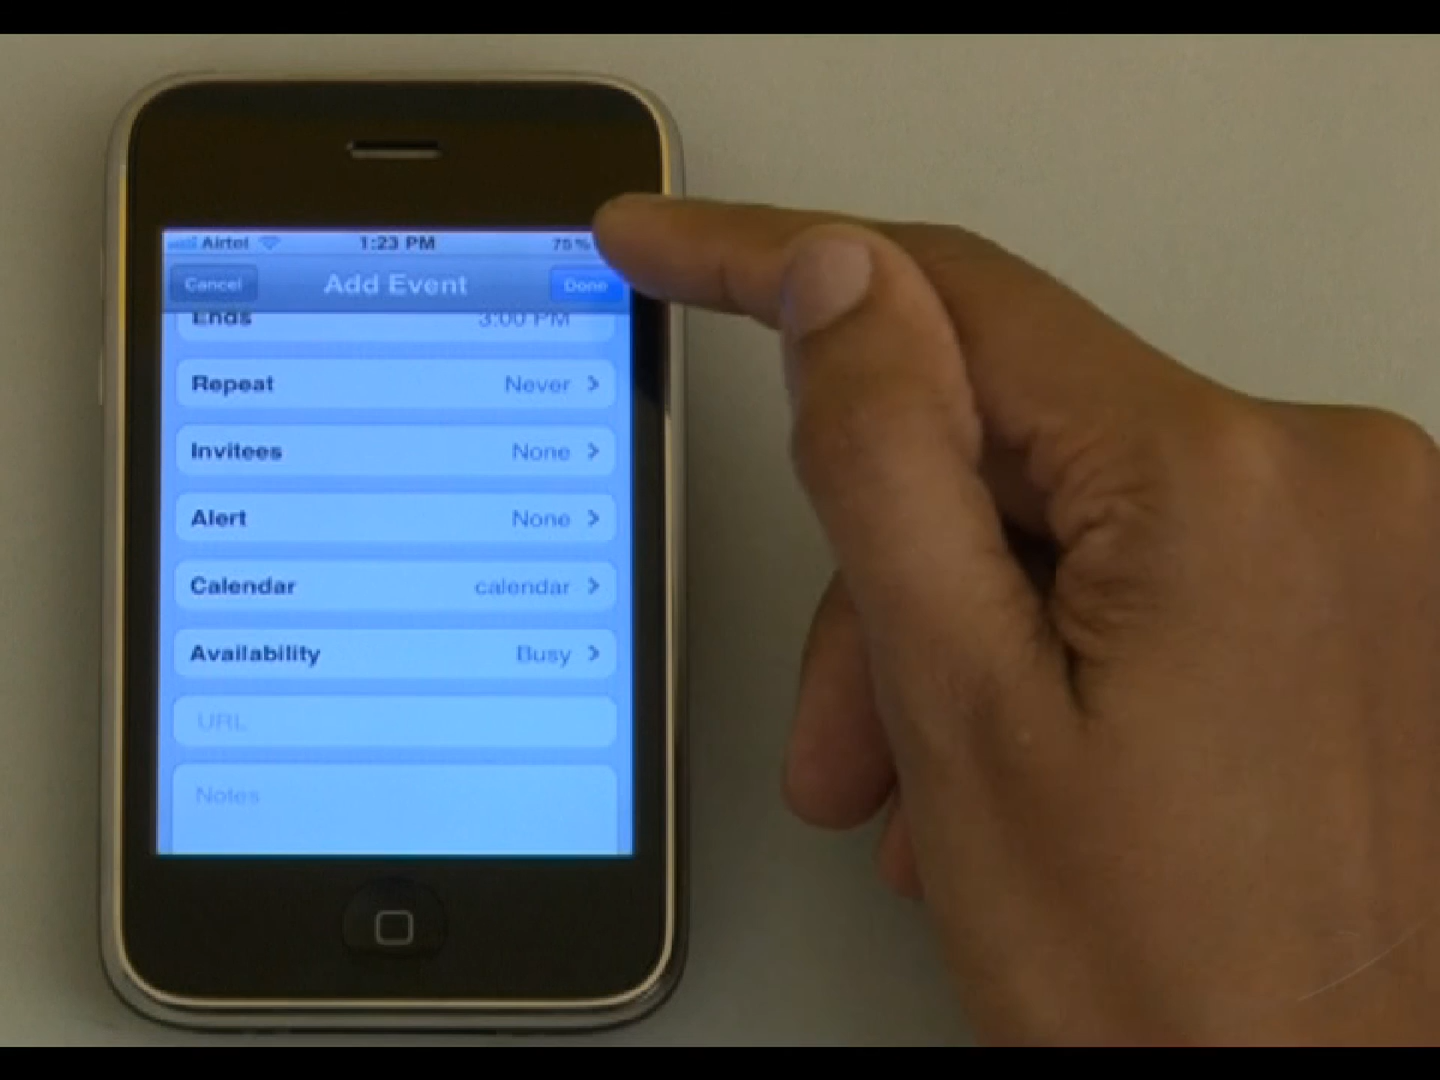 Airtel 1:23 PM 75%
Cancel Add Event Done
Ends 3:00 PM
Repeat Never
Invitees None
Alert None
Calendar calendar
Availability Busy
URL
Notes